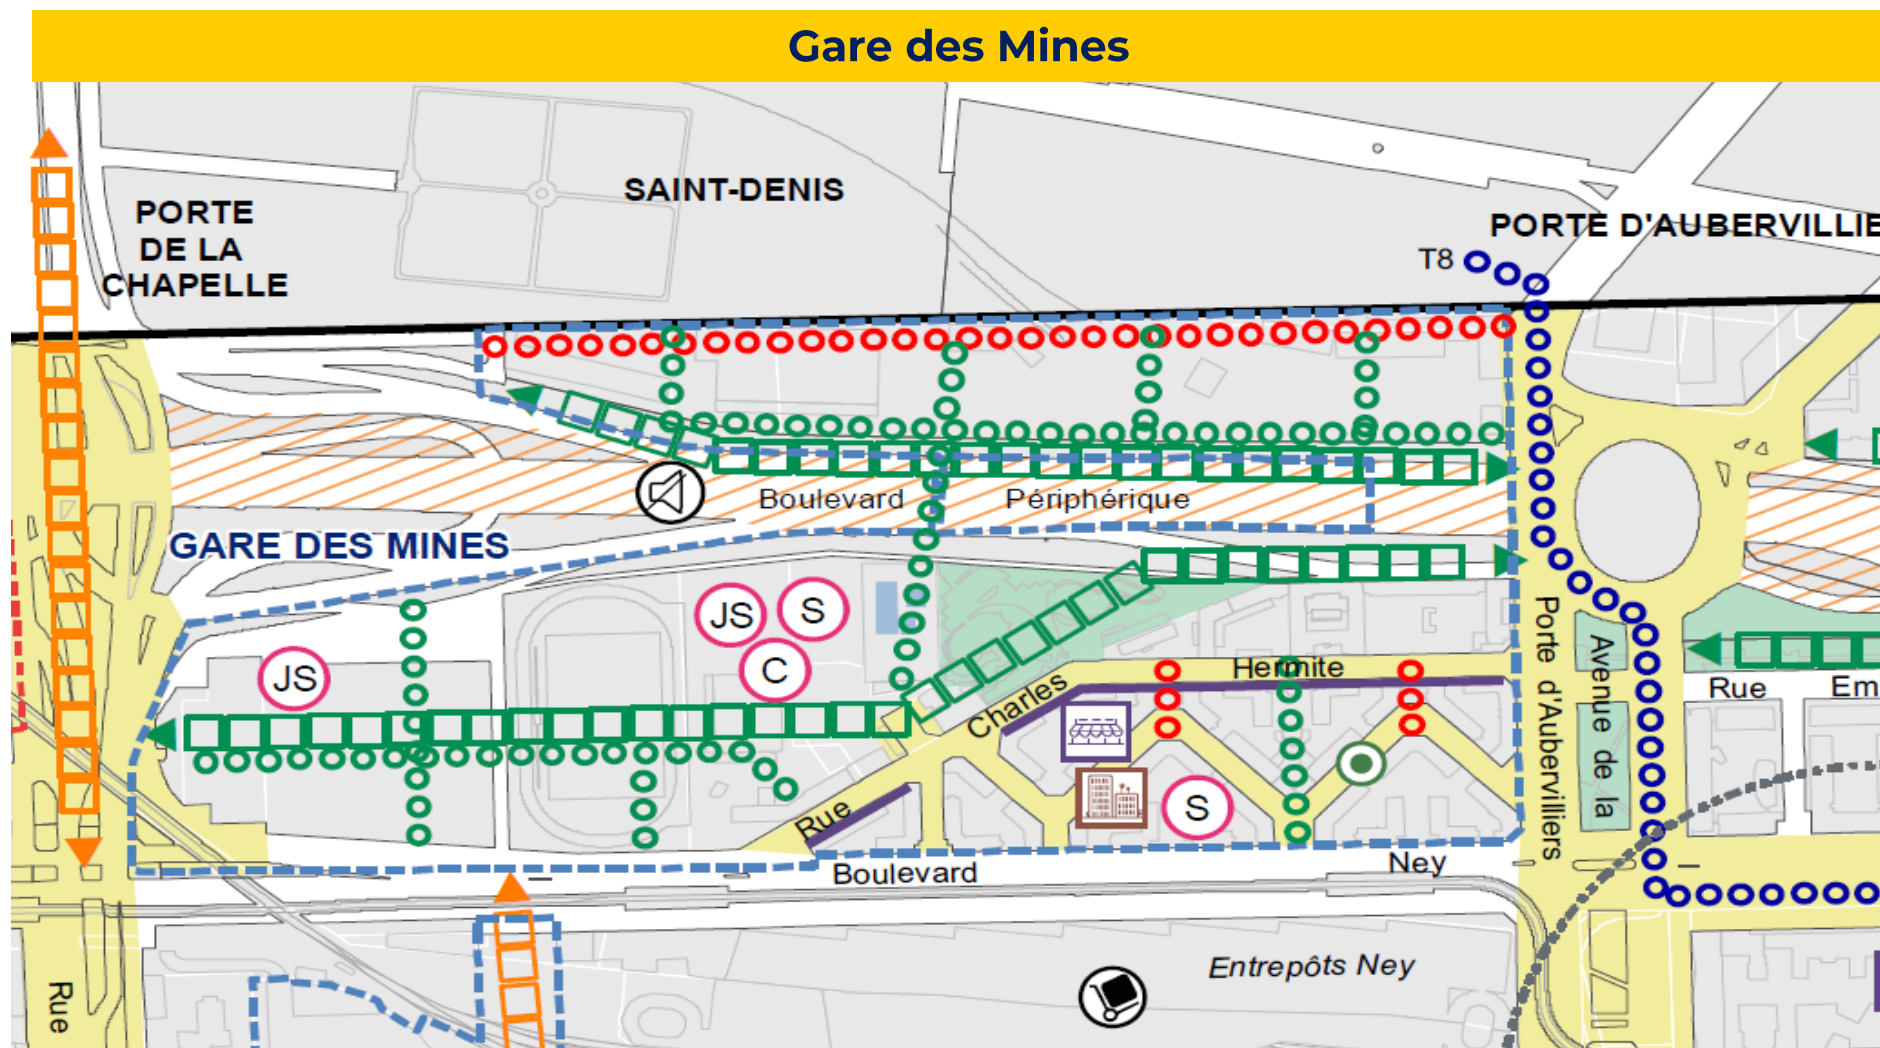 Gare des Mines
SAINT-DENIS
PORTE
DE LA
CHAPELLE
PORTE D'AUBERVILLIE
T8
Boulevard Périphérique
GARE DES MINES
JS
S
C
JS
Charles
Hermite
Rue
S
Porte d'Aubervilliers
Avenue de la
Rue Em
Boulevard
Ney
Entrepôts Ney
Rue